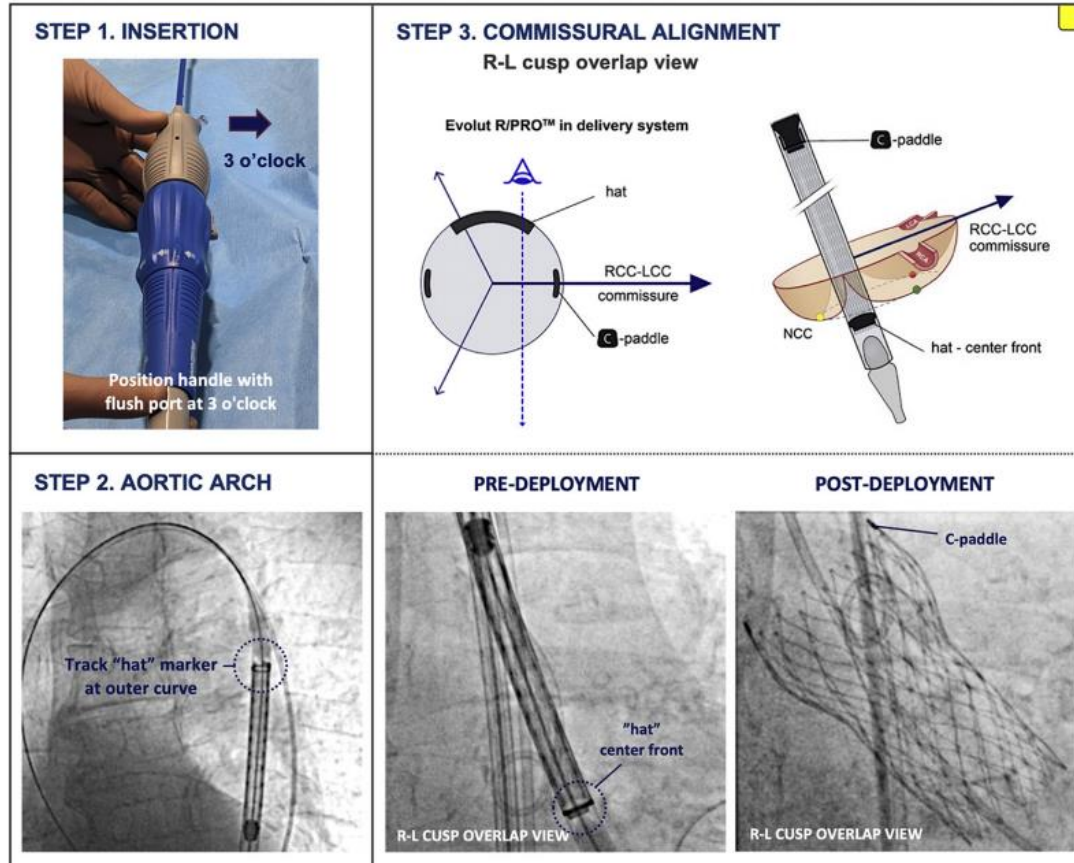 STEP 1. INSERTION
3 o'clock
Position handle with
flush port at 3 o'clock
STEP 3. COMMISSURAL ALIGNMENT
R-L cusp overlap view
Evolut R/PRO™ in delivery system
hat
RCC-LCC
commissure
C-paddle
C-paddle
RCC-LCC
commissure
NCC
hat - center front
STEP 2. AORTIC ARCH
Track "hat" marker
at outer curve
PRE-DEPLOYMENT
"hat"
center front
R-L CUSP OVERLAP VIEW
POST-DEPLOYMENT
C-paddle
R-L CUSP OVERLAP VIEW